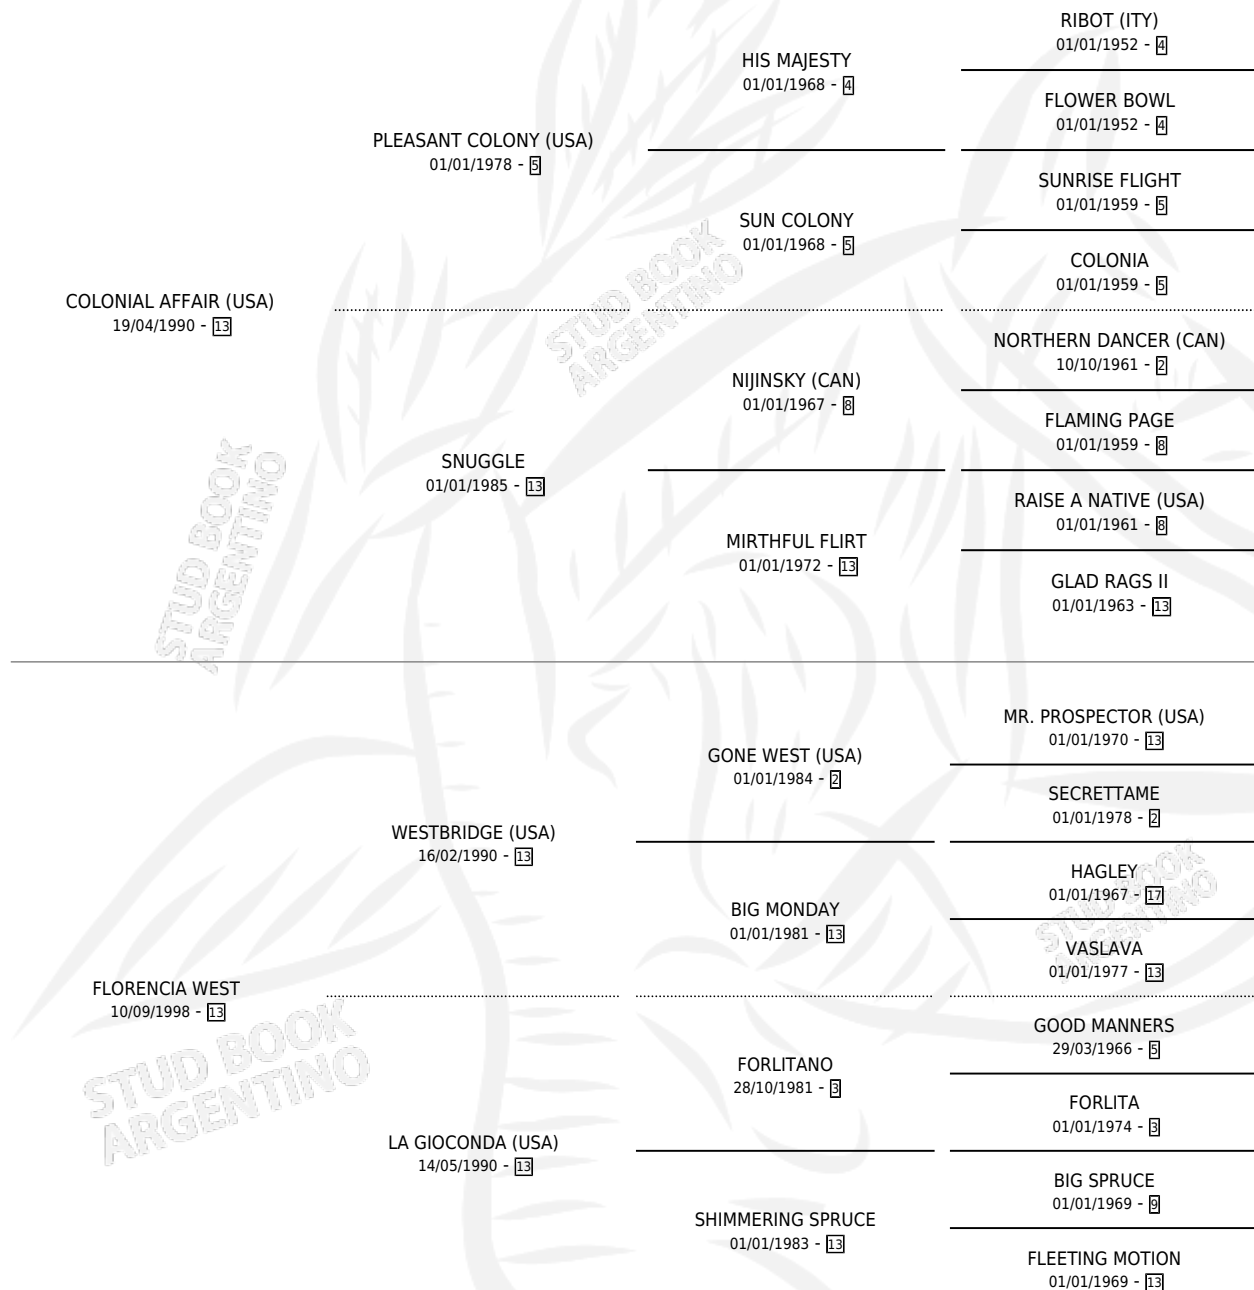 RIBOT (ITY)
01/01/1952 - 4
HIS MAJESTY
01/01/1968 - 4
FLOWER BOWL
01/01/1952 - 4
PLEASANT COLONY (USA)
01/01/1978 - 5
SUNRISE FLIGHT
01/01/1959 - 5
SUN COLONY
01/01/1968 - 5
COLONIA
01/01/1959 - 5
COLONIAL AFFAIR (USA)
19/04/1990 - 13
NORTHERN DANCER (CAN)
10/10/1961 - 2
NIJINSKY (CAN)
01/01/1967 - 8
FLAMING PAGE
01/01/1959 - 8
SNUGGLE
01/01/1985 - 13
RAISE A NATIVE (USA)
01/01/1961 - 8
MIRTHFUL FLIRT
01/01/1972 - 13
GLAD RAGS II
01/01/1963 - 13
MR. PROSPECTOR (USA)
01/01/1970 - 13
GONE WEST (USA)
01/01/1984 - 2
SECRETTAME
01/01/1978 - 2
WESTBRIDGE (USA)
16/02/1990 - 13
HAGLEY
01/01/1967 - 17
BIG MONDAY
01/01/1981 - 13
VASLAVA
01/01/1977 - 13
FLORENCIA WEST
10/09/1998 - 13
GOOD MANNERS
29/03/1966 - 5
FORLITANO
28/10/1981 - 3
FORLITA
01/01/1974 - 3
LA GIOCONDA (USA)
14/05/1990 - 13
BIG SPRUCE
01/01/1969 - 9
SHIMMERING SPRUCE
01/01/1983 - 13
FLEETING MOTION
01/01/1969 - 13
STUD BOOK
ARGENTINO
STUD BOOK
ARGENTINO
STUD BOOK
ARGENTINO
STUD BOOK
ARGENTINO